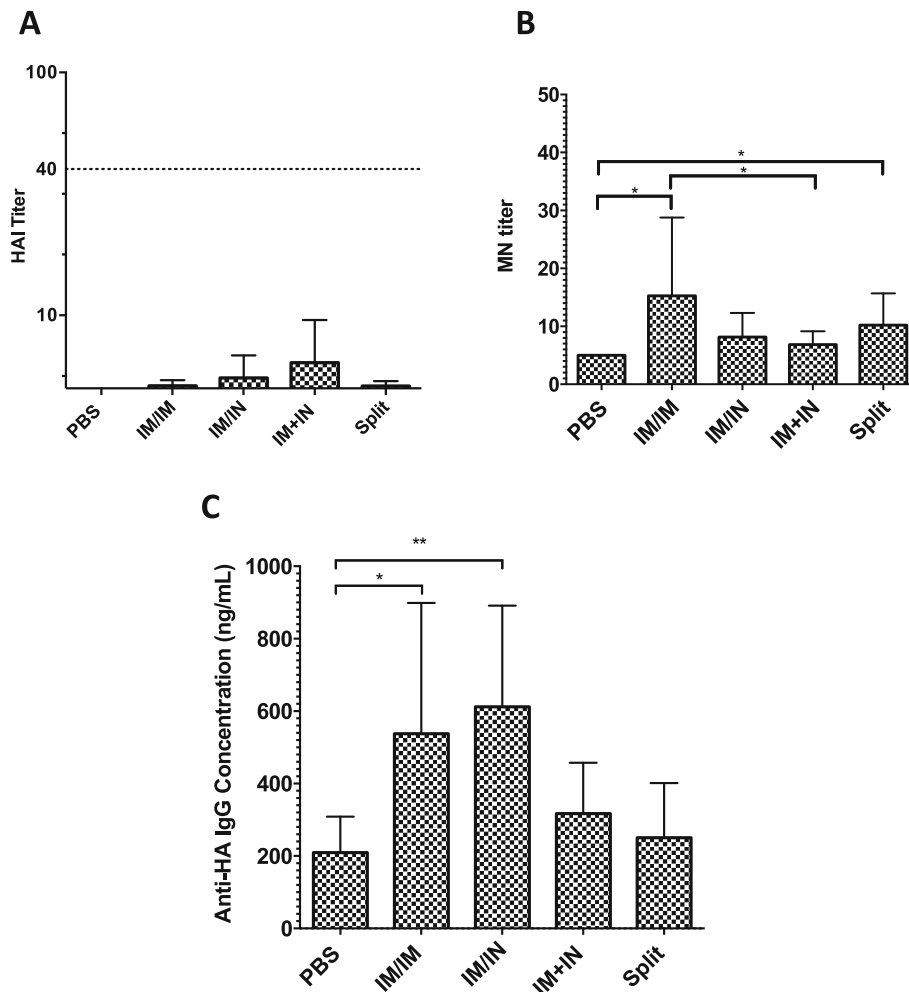 A
HAI Titer
100
40
10
PBS
IM/IM
IM/IN
IM+IN
Split
B
MN titer
50
40
30
20
10
0
*
*
*
PBS
IM/IM
IM/IN
IM+IN
Split
C
Anti-HA IgG Concentration (ng/mL)
1000
800
600
400
200
0
**
*
PBS
IM/IM
IM/IN
IM+IN
Split